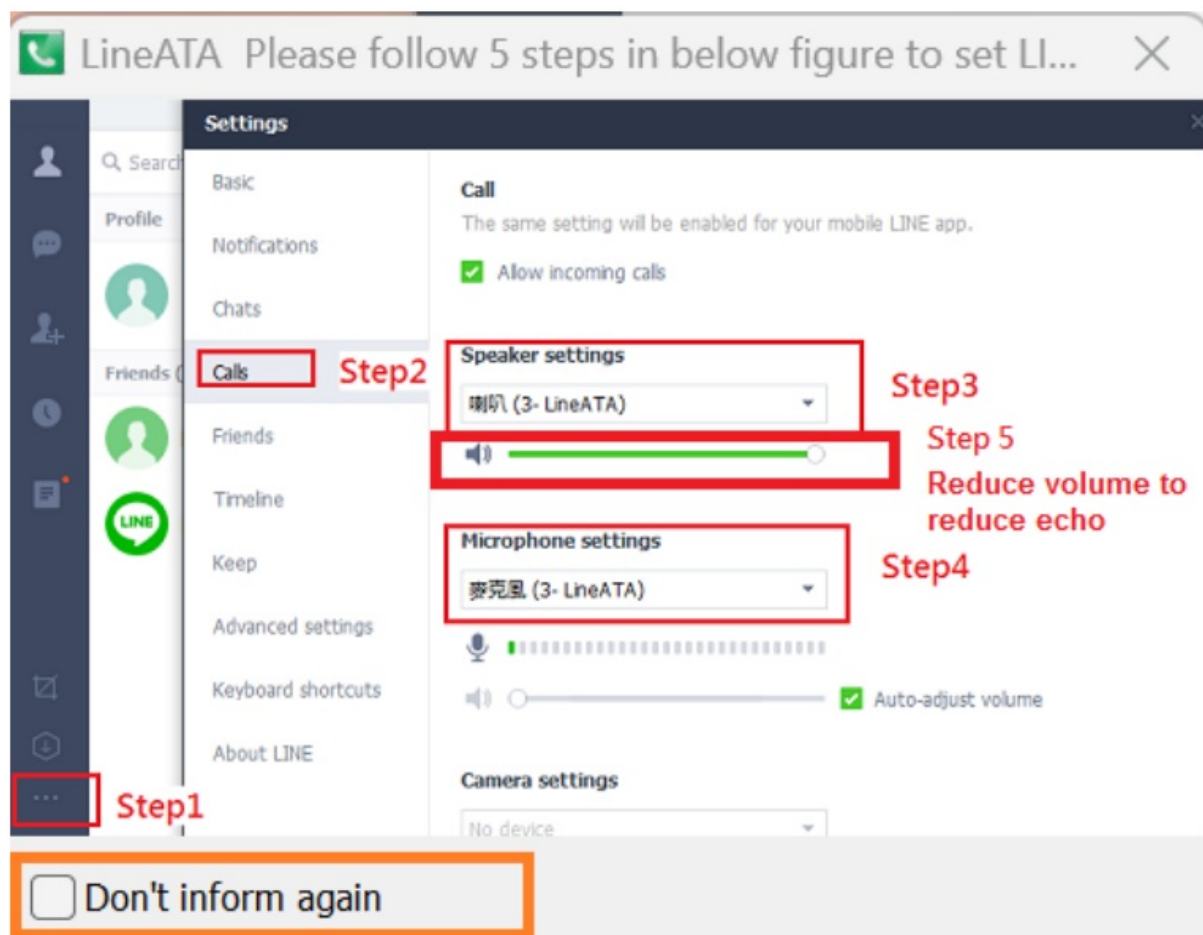 LineATA Please follow 5 steps in below figure to set LI...
Settings
Search
Profile
Friends (
LINE
Basic
Notifications
Chats
Calls
Step2
Friends
Timeline
Keep
Advanced settings
Keyboard shortcuts
About LINE
Step1
Call
The same setting will be enabled for your mobile LINE app.
Allow incoming calls
Speaker settings
喇叭 (3- LineATA)
Step3
Step 5
Reduce volume to
reduce echo
Microphone settings
麥克風 (3- LineATA)
Step4
Auto-adjust volume
Camera settings
No device
Don't inform again